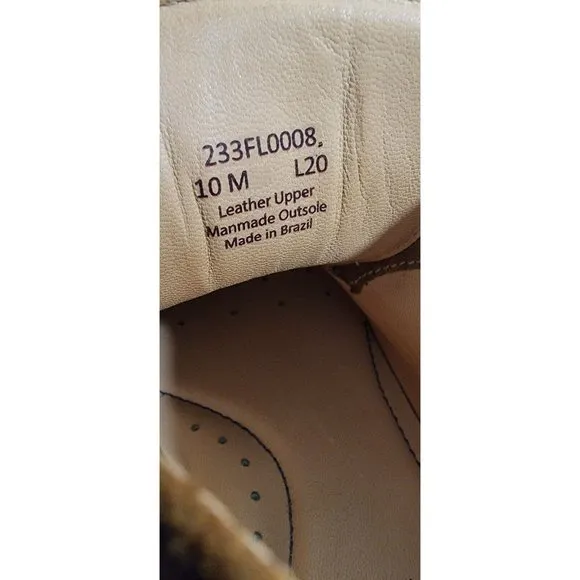 233FL0008.
10 M L20
Leather Upper
Manmade Outsole
Made in Brazil